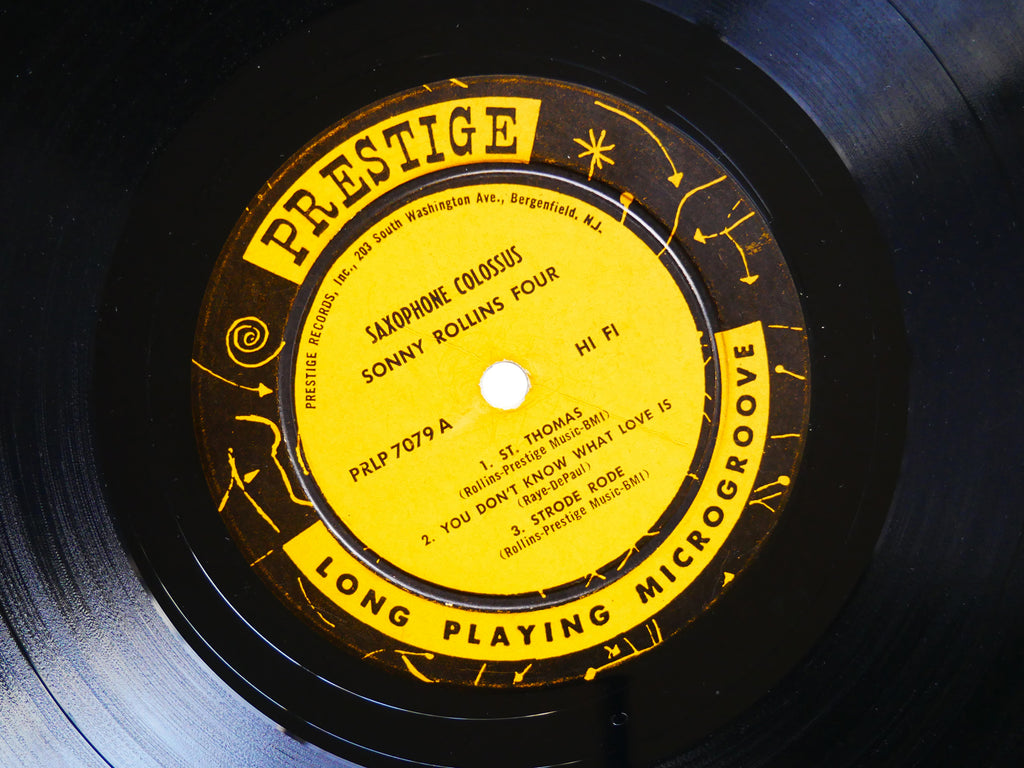 PRESTIGE
PRESTIGE RECORDS, Inc., 203 South Washington Ave., Bergenfield, N.J.
SAXOPHONE COLOSSUS
SONNY ROLLINS FOUR
HI FI
PRLP 7079 A
1. ST. THOMAS
(Rollins-Prestige Music-BMI)
2. YOU DON'T KNOW WHAT LOVE IS
(Raye-DePaul)
3. STRODE RODE
(Rollins-Prestige Music-BMI)
LONG PLAYING MICROGROOVE